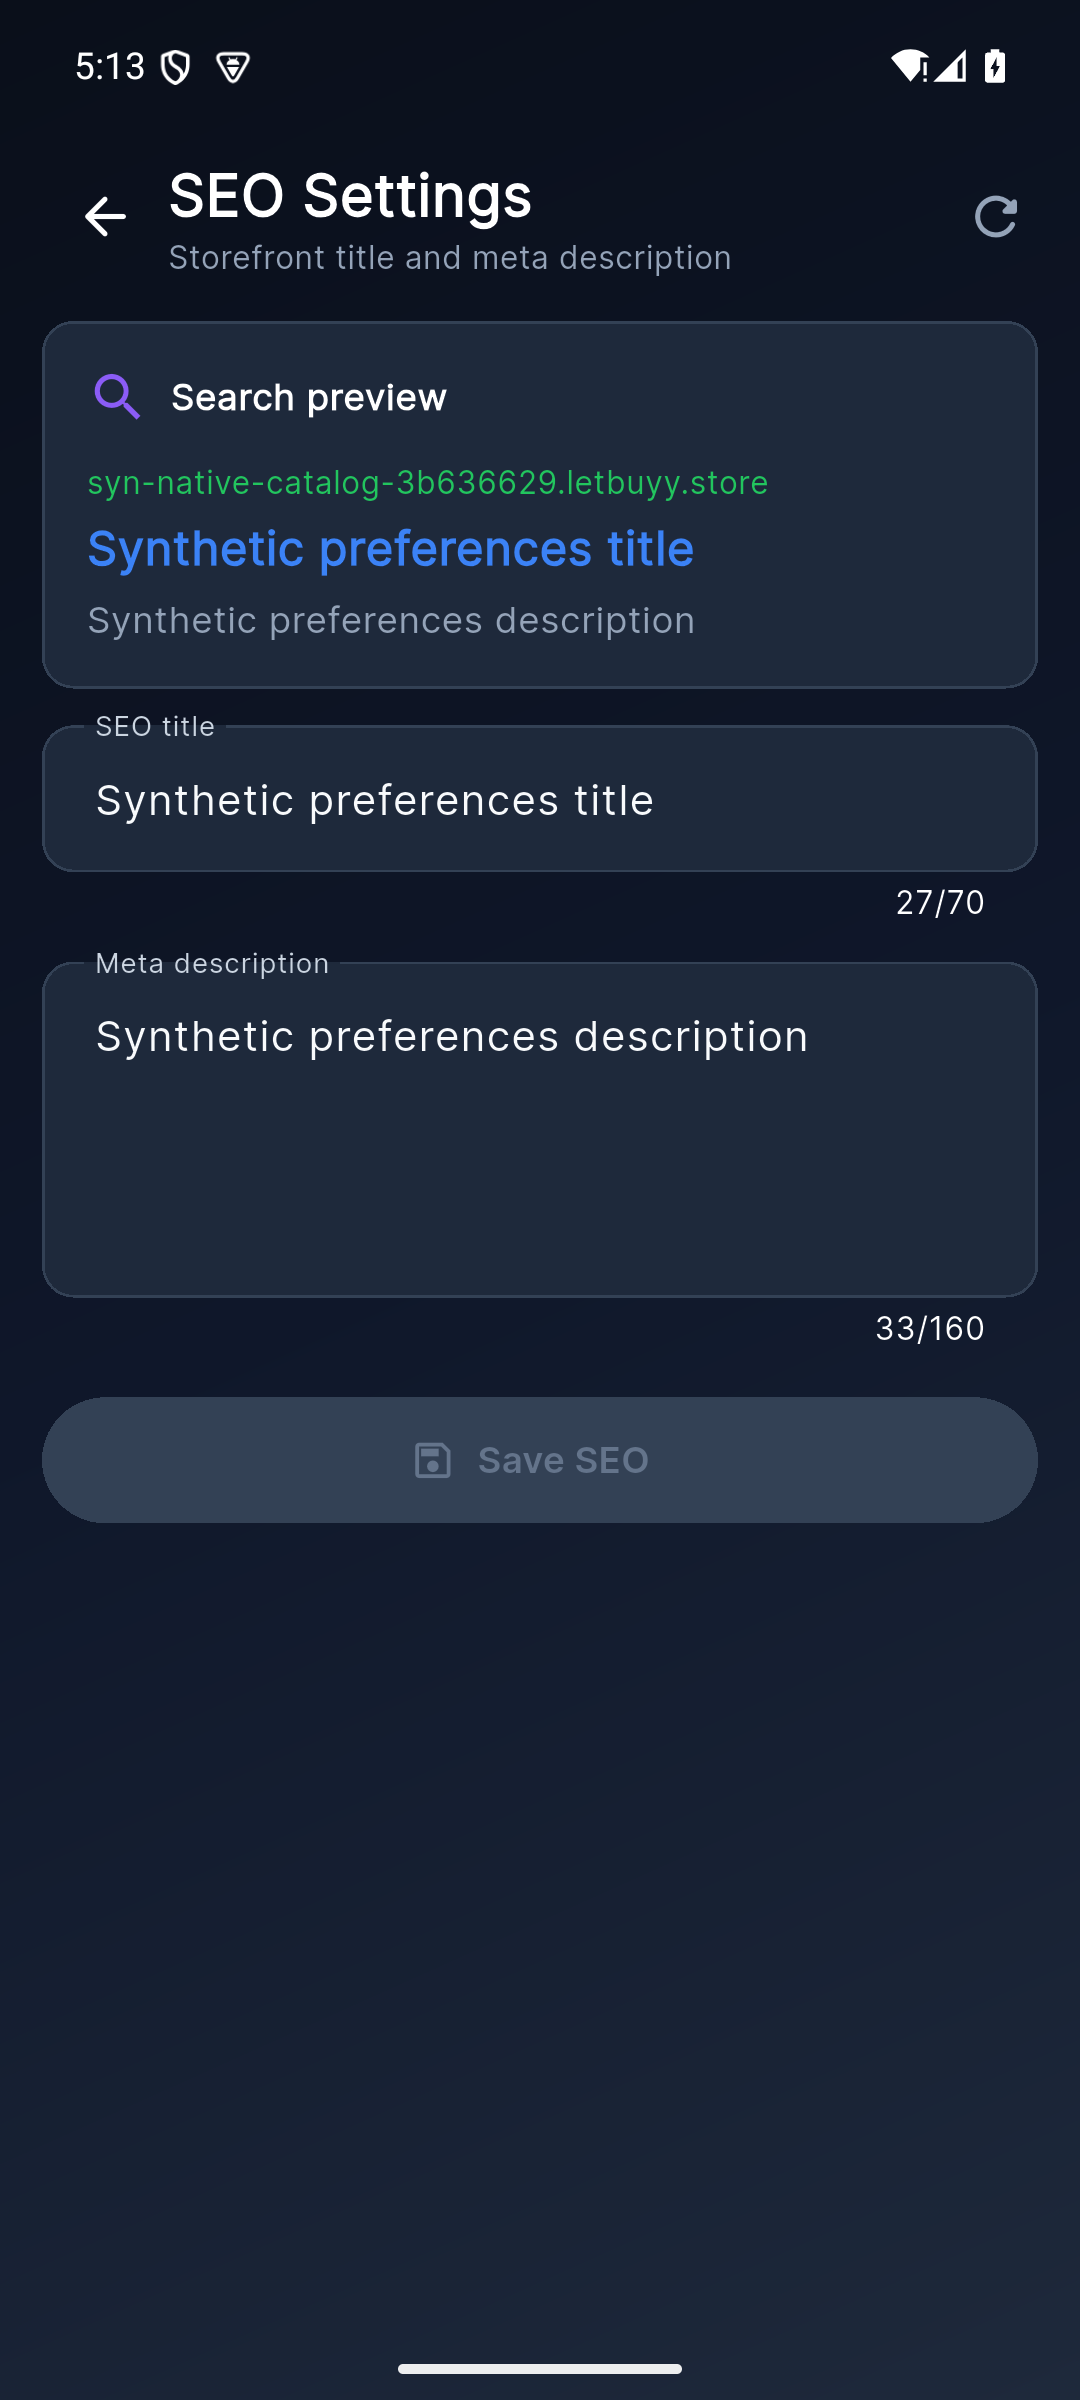 5:13
SEO Settings
Storefront title and meta description
Search preview
syn-native-catalog-3b636629.letbuyy.store
Synthetic preferences title
Synthetic preferences description
SEO title
Synthetic preferences title
27/70
Meta description
Synthetic preferences description
33/160
Save SEO